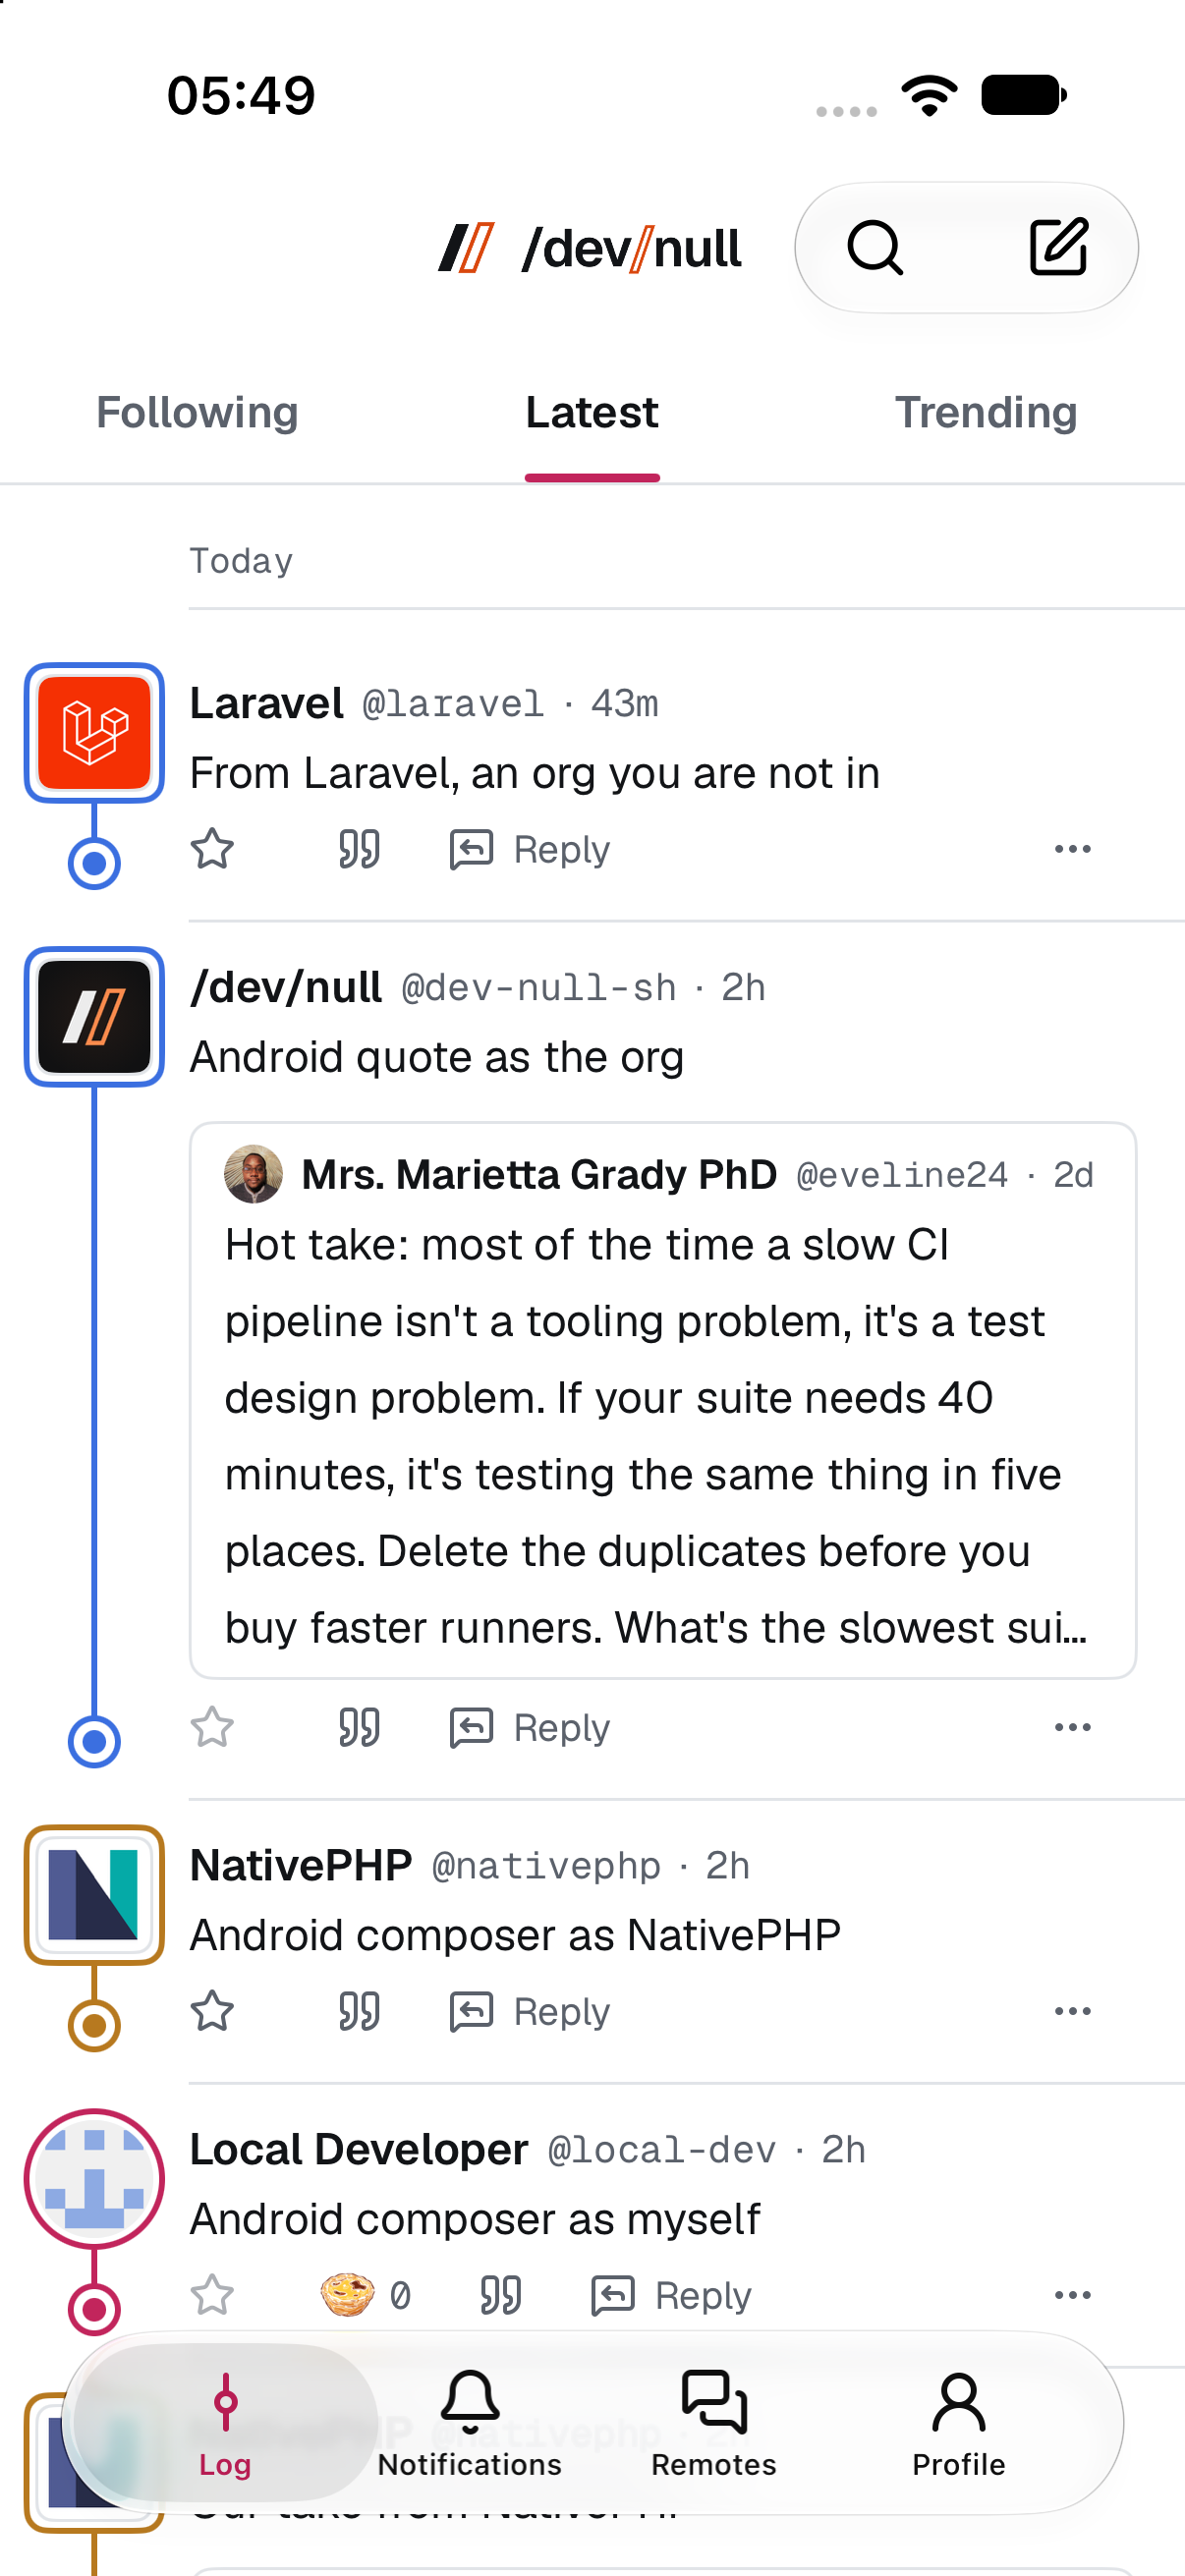 05:49
/dev//null
Following Latest Trending
Today
Laravel @laravel · 43m
From Laravel, an org you are not in
Reply
/dev/null @dev-null-sh · 2h
Android quote as the org
Mrs. Marietta Grady PhD @eveline24 · 2d
Hot take: most of the time a slow CI
pipeline isn't a tooling problem, it's a test
design problem. If your suite needs 40
minutes, it's testing the same thing in five
places. Delete the duplicates before you
buy faster runners. What's the slowest sui...
Reply
NativePHP @nativephp · 2h
Android composer as NativePHP
Reply
Local Developer @local-dev · 2h
Android composer as myself
0 Reply
@nativephp · 2h
Log Notifications Remotes Profile